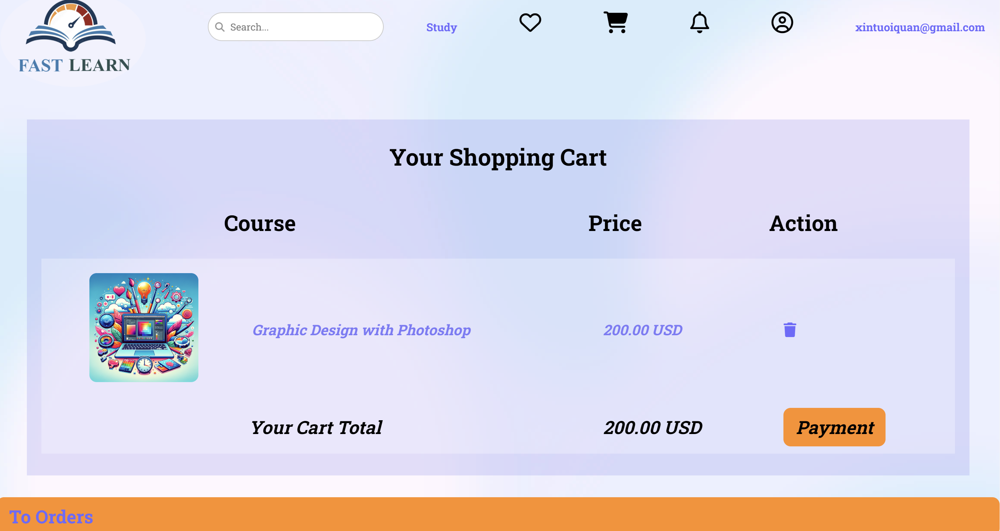 FAST LEARN
Search...
Study
xintuoiquan@gmail.com
Your Shopping Cart
Course Price Action
Graphic Design with Photoshop 200.00 USD
Your Cart Total 200.00 USD Payment
To Orders